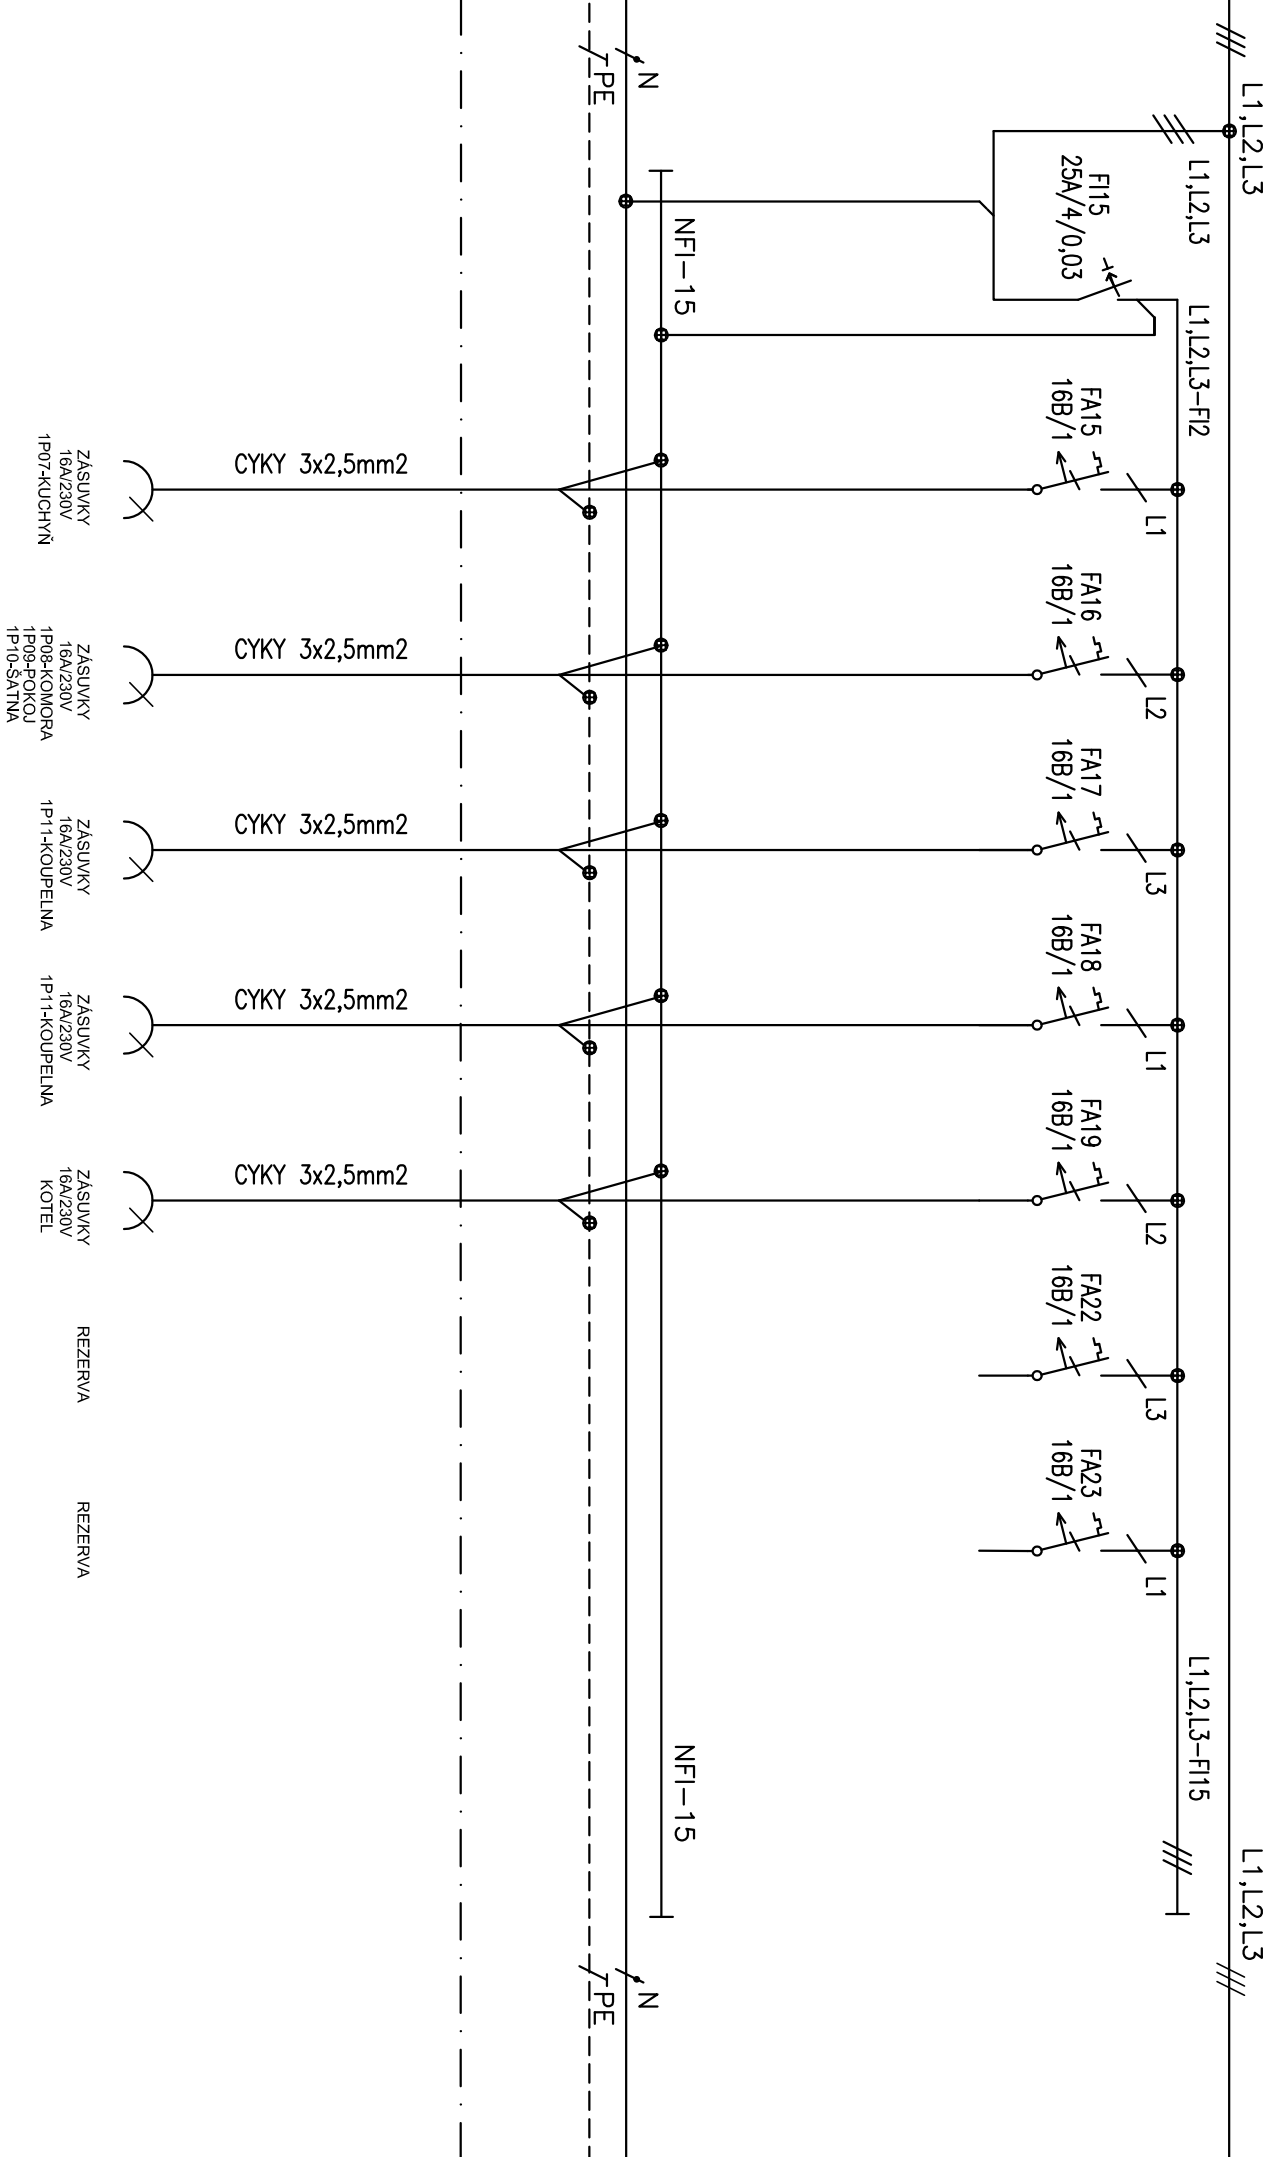 L1,L2,L3
L1,L2,L3
L1,L2,L3
FI15
25A/4/0,03
L1,L2,L3-FI2
L1,L2,L3-FI15
FA15
16B/1
L1
FA16
16B/1
L2
FA17
16B/1
L3
FA18
16B/1
L1
FA19
16B/1
L2
FA22
16B/1
L3
FA23
16B/1
L1
NFI-15
NFI-15
N
N
PE
PE
CYKY 3x2,5mm2
CYKY 3x2,5mm2
CYKY 3x2,5mm2
CYKY 3x2,5mm2
CYKY 3x2,5mm2
ZÁSUVKY
16A/230V
1P07-KUCHYŇ
ZÁSUVKY
16A/230V
1P08-KOMORA
1P09-POKOJ
1P10-ŠATNA
ZÁSUVKY
16A/230V
1P11-KOUPELNA
ZÁSUVKY
16A/230V
1P11-KOUPELNA
ZÁSUVKY
16A/230V
KOTEL
REZERVA
REZERVA